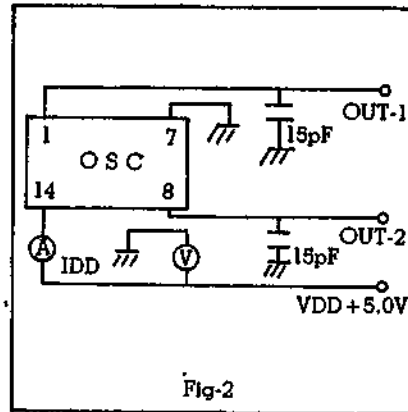 OUT-1
1 7
15pF
OSC
14 8
OUT-2
A IDD V 15pF
VDD+5.0V
Fig-2